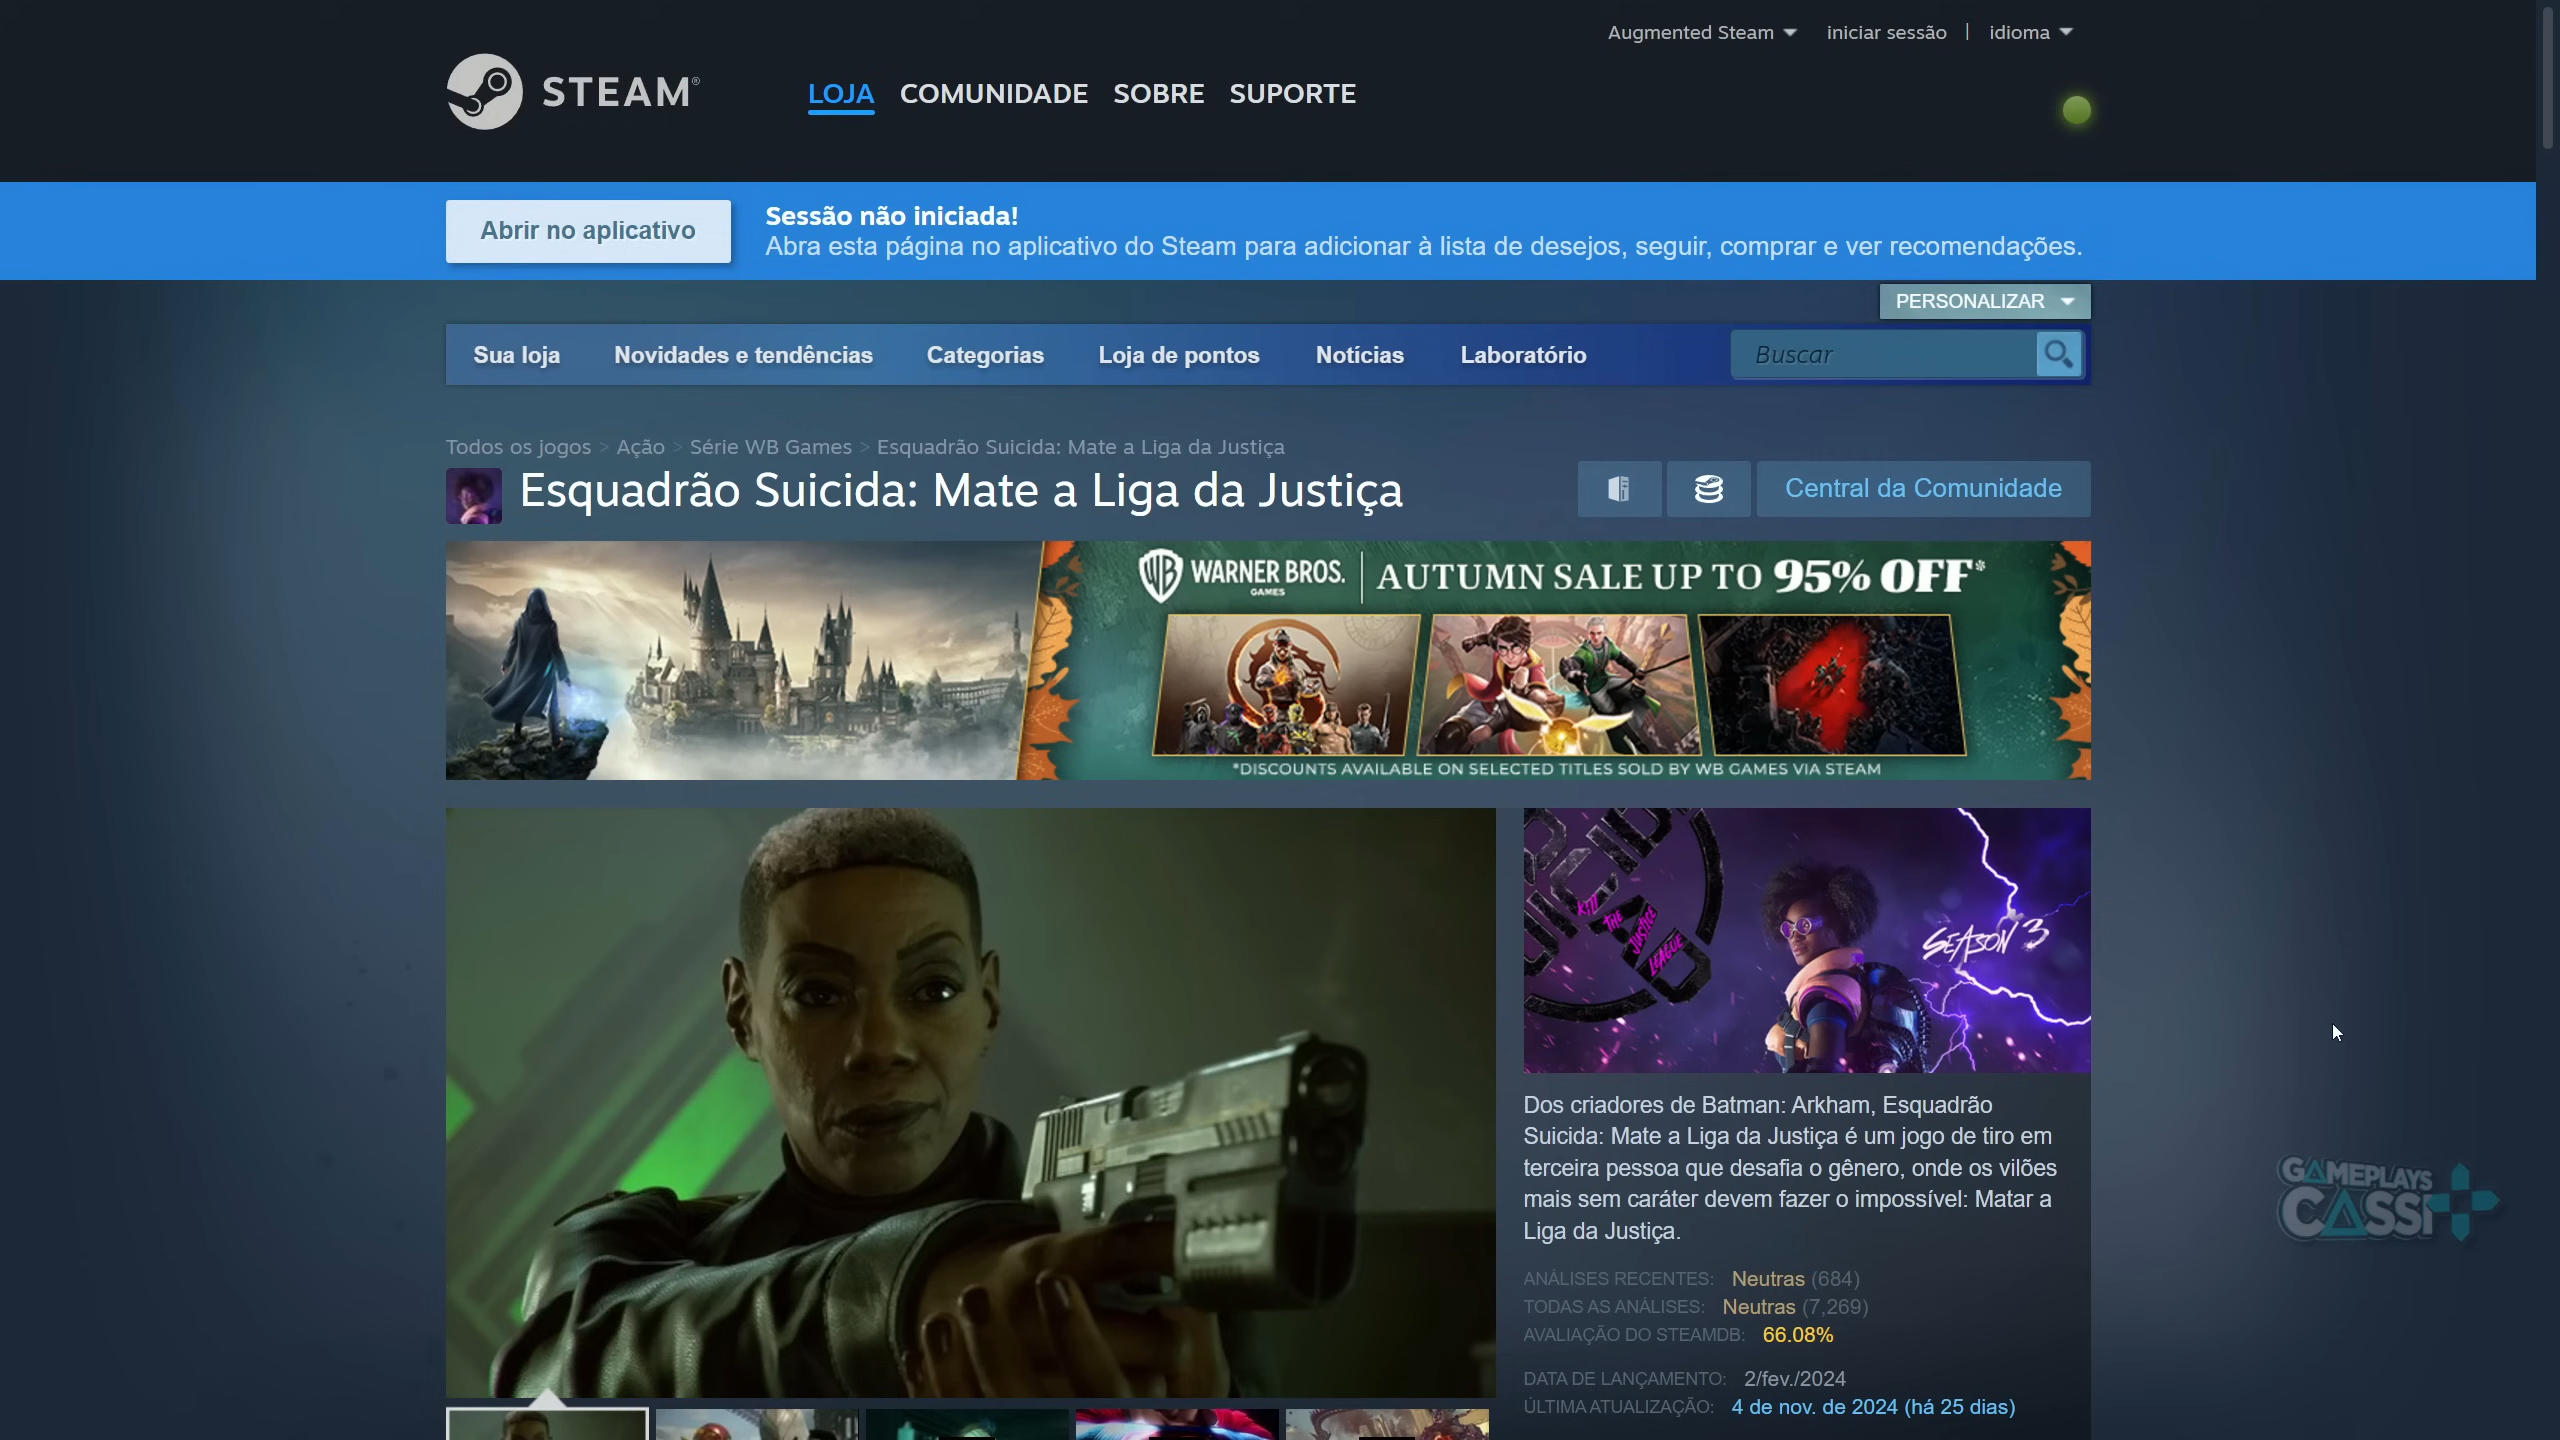 Augmented Steam
iniciar sessão | idioma
STEAM®
LOJA COMUNIDADE SOBRE SUPORTE
Abrir no aplicativo
Sessão não iniciada!
Abra esta página no aplicativo do Steam para adicionar à lista de desejos, seguir, comprar e ver recomendações.
PERSONALIZAR
Sua loja Novidades e tendências Categorias Loja de pontos Notícias Laboratório Buscar
Todos os jogos > Ação > Série WB Games > Esquadrão Suicida: Mate a Liga da Justiça
Esquadrão Suicida: Mate a Liga da Justiça
Central da Comunidade
WB WARNER BROS. GAMES | AUTUMN SALE UP TO 95% OFF*
4
*DISCOUNTS AVAILABLE ON SELECTED TITLES SOLD BY WB GAMES VIA STEAM
KILL
THE
JUSTICE
LEAGUE
SEASON 3
Dos criadores de Batman: Arkham, Esquadrão
Suicida: Mate a Liga da Justiça é um jogo de tiro em
terceira pessoa que desafia o gênero, onde os vilões
mais sem caráter devem fazer o impossível: Matar a
Liga da Justiça.
ANÁLISES RECENTES: Neutras (684)
TODAS AS ANÁLISES: Neutras (7,269)
AVALIAÇÃO DO STEAMDB: 66.08%
DATA DE LANÇAMENTO: 2/fev./2024
ÚLTIMA ATUALIZAÇÃO: 4 de nov. de 2024 (há 25 dias)
GAMEPLAYS
CASSI